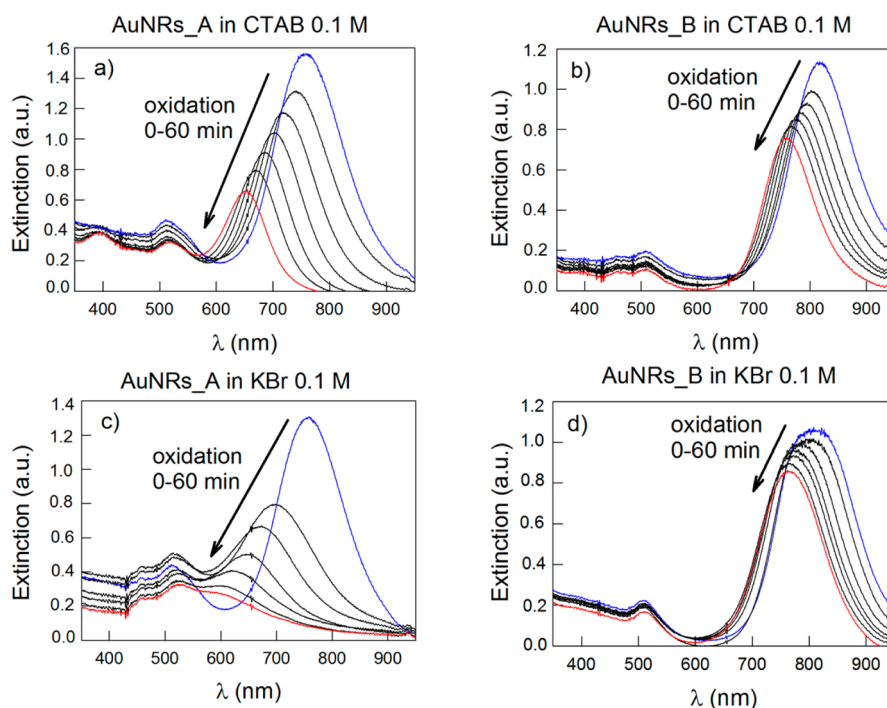 AuNRs_A in CTAB 0.1 M
a)
oxidation
0-60 min
Extinction (a.u.)
1.6
1.4
1.2
1.0
0.8
0.6
0.4
0.2
0.0
400 500 600 700 800 900
λ (nm)
AuNRs_B in CTAB 0.1 M
b)
oxidation
0-60 min
Extinction (a.u.)
1.2
1.0
0.8
0.6
0.4
0.2
0.0
400 500 600 700 800 900
λ (nm)
AuNRs_A in KBr 0.1 M
c)
oxidation
0-60 min
Extinction (a.u.)
1.4
1.2
1.0
0.8
0.6
0.4
0.2
0.0
400 500 600 700 800 900
λ (nm)
AuNRs_B in KBr 0.1 M
d)
oxidation
0-60 min
Extinction (a.u.)
1.2
1.0
0.8
0.6
0.4
0.2
0.0
400 500 600 700 800 900
λ (nm)